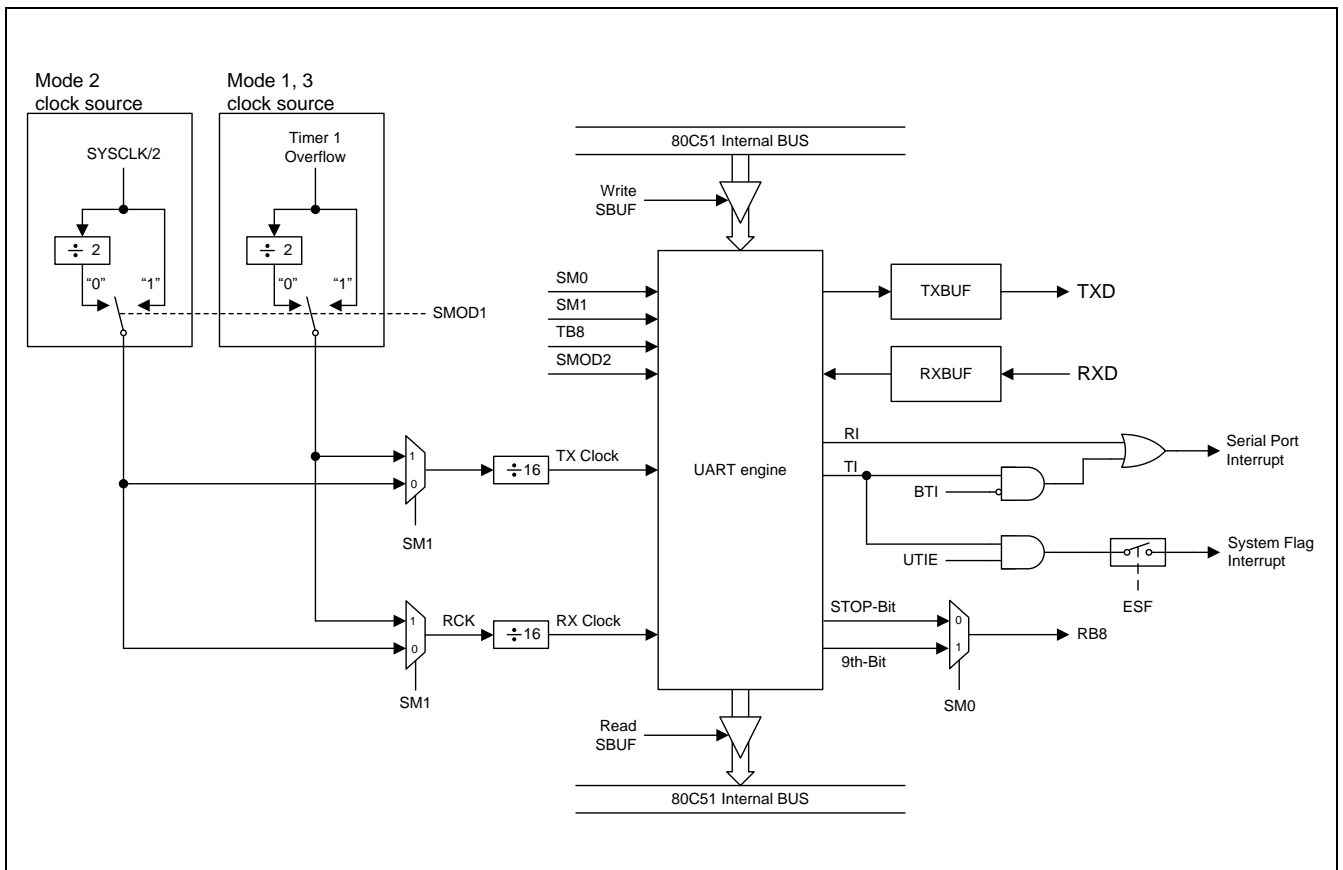 Mode 2
clock source
Mode 1, 3
clock source
SYSCLK/2
Timer 1
Overflow
÷ 2
÷ 2
“0”
“1”
“0”
“1”
SMOD1
80C51 Internal BUS
Write
SBUF
SM0
SM1
TB8
SMOD2
TXBUF
TXD
RXBUF
RXD
1
0
SM1
÷16
TX Clock
UART engine
RI
TI
BTI
Serial Port
Interrupt
UTIE
ESF
System Flag
Interrupt
1
0
SM1
RCK
÷16
RX Clock
STOP-Bit
9th-Bit
0
1
SM0
RB8
Read
SBUF
80C51 Internal BUS